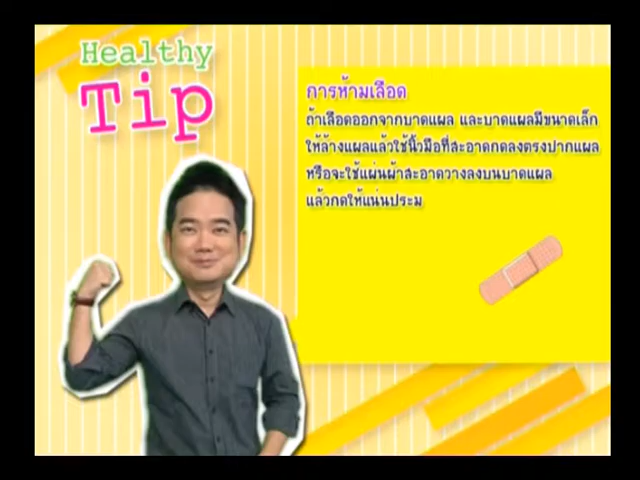 Healthy
Tip
การห้ามเลือด
ถ้าเลือดออกจากบาดแผล และบาดแผลมีขนาดเล็ก
ให้ล้างแผลแล้วใช้นิ้วมือที่สะอาดกดลงตรงปากแผล
หรือจะใช้แผ่นผ้าสะอาดวางลงบนบาดแผล
แล้วกดให้แน่นประม